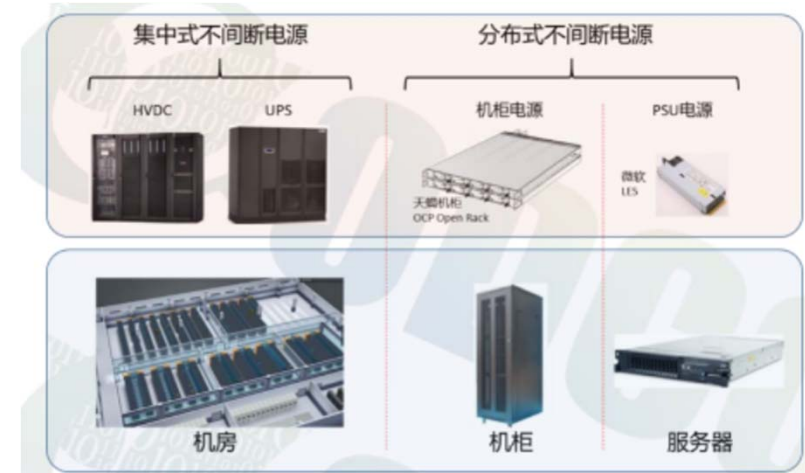 集中式不间断电源
分布式不间断电源
HVDC
UPS
机柜电源
PSU电源
微软
LES
天蝎机柜
OCP Open Rack
机房
机柜
服务器